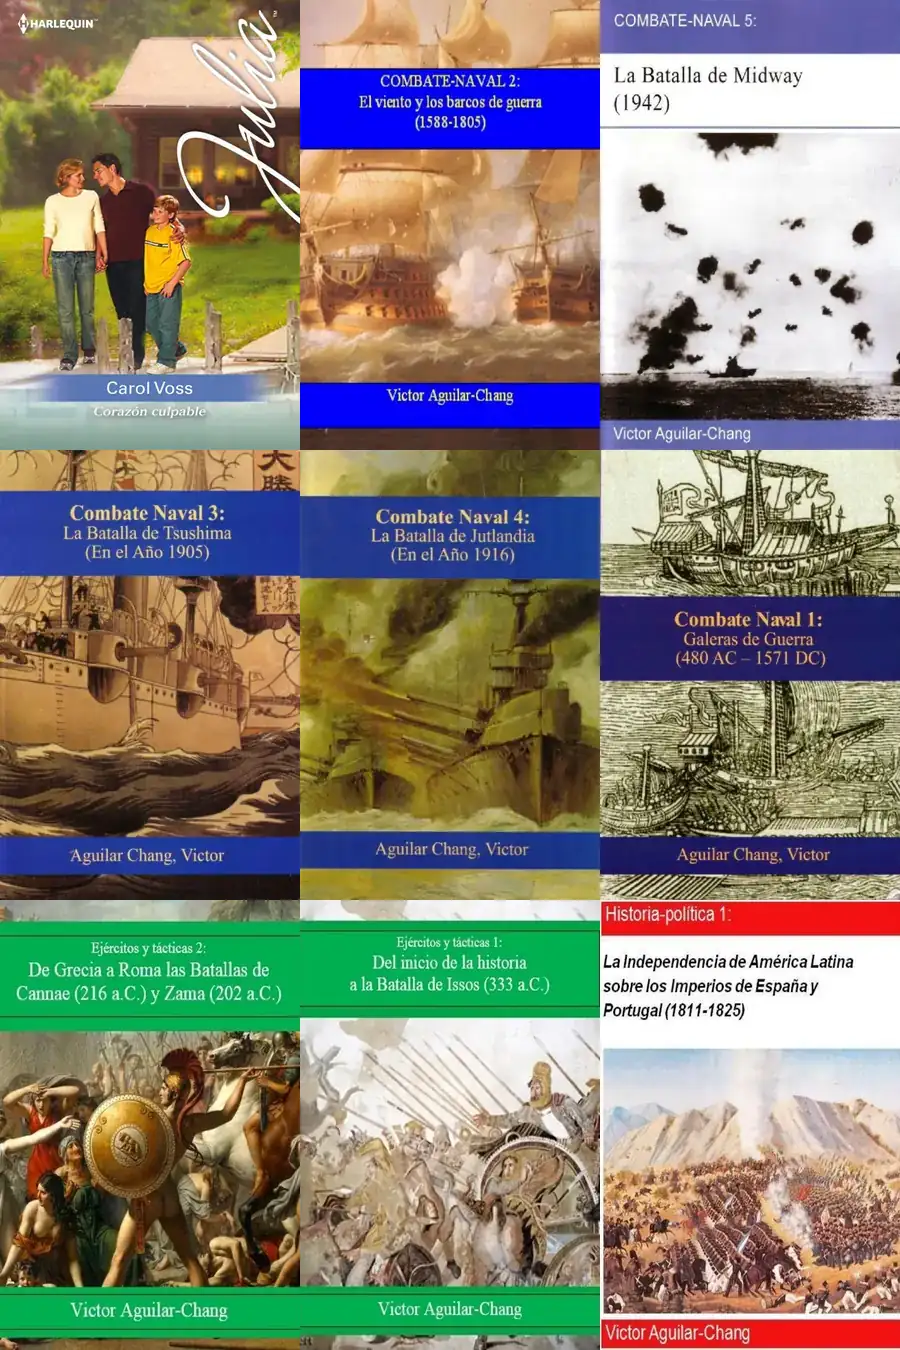 HARLEQUIN™
Julia
Carol Voss
Corazón culpable
COMBATE-NAVAL 2:
El viento y los barcos de guerra
(1588-1805)
Victor Aguilar-Chang
COMBATE-NAVAL 5:
La Batalla de Midway
(1942)
Victor Aguilar-Chang
大
勝
Combate Naval 3:
La Batalla de Tsushima
(En el Año 1905)
Aguilar Chang, Victor
Combate Naval 4:
La Batalla de Jutlandia
(En el Año 1916)
Aguilar Chang, Victor
Combate Naval 1:
Galeras de Guerra
(480 AC – 1571 DC)
Aguilar Chang, Victor
Ejércitos y tácticas 2:
De Grecia a Roma las Batallas de
Cannae (216 a.C.) y Zama (202 a.C.)
Victor Aguilar-Chang
Ejércitos y tácticas 1:
Del inicio de la historia
a la Batalla de Issos (333 a.C.)
Victor Aguilar-Chang
Historia-política 1:
La Independencia de América Latina
sobre los Imperios de España y
Portugal (1811-1825)
Victor Aguilar-Chang